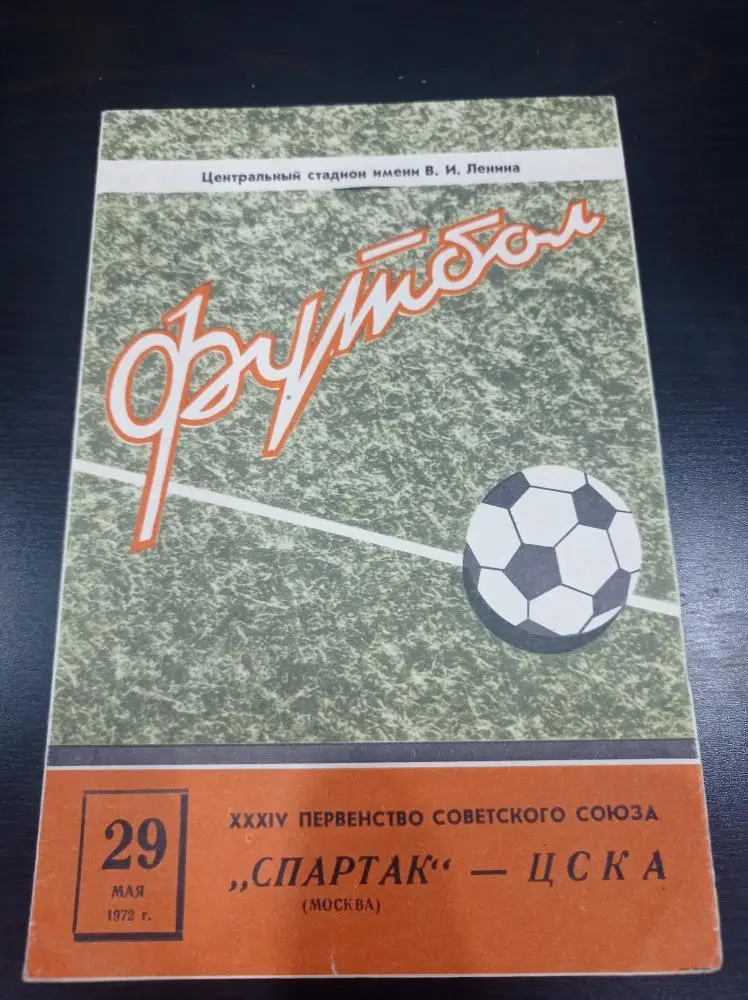 Центральный стадион имени В. И. Ленина
Футбол
29
МАЯ
1972 г.
XXXIV ПЕРВЕНСТВО СОВЕТСКОГО СОЮЗА
„СПАРТАК“ — ЦСКА
(МОСКВА)